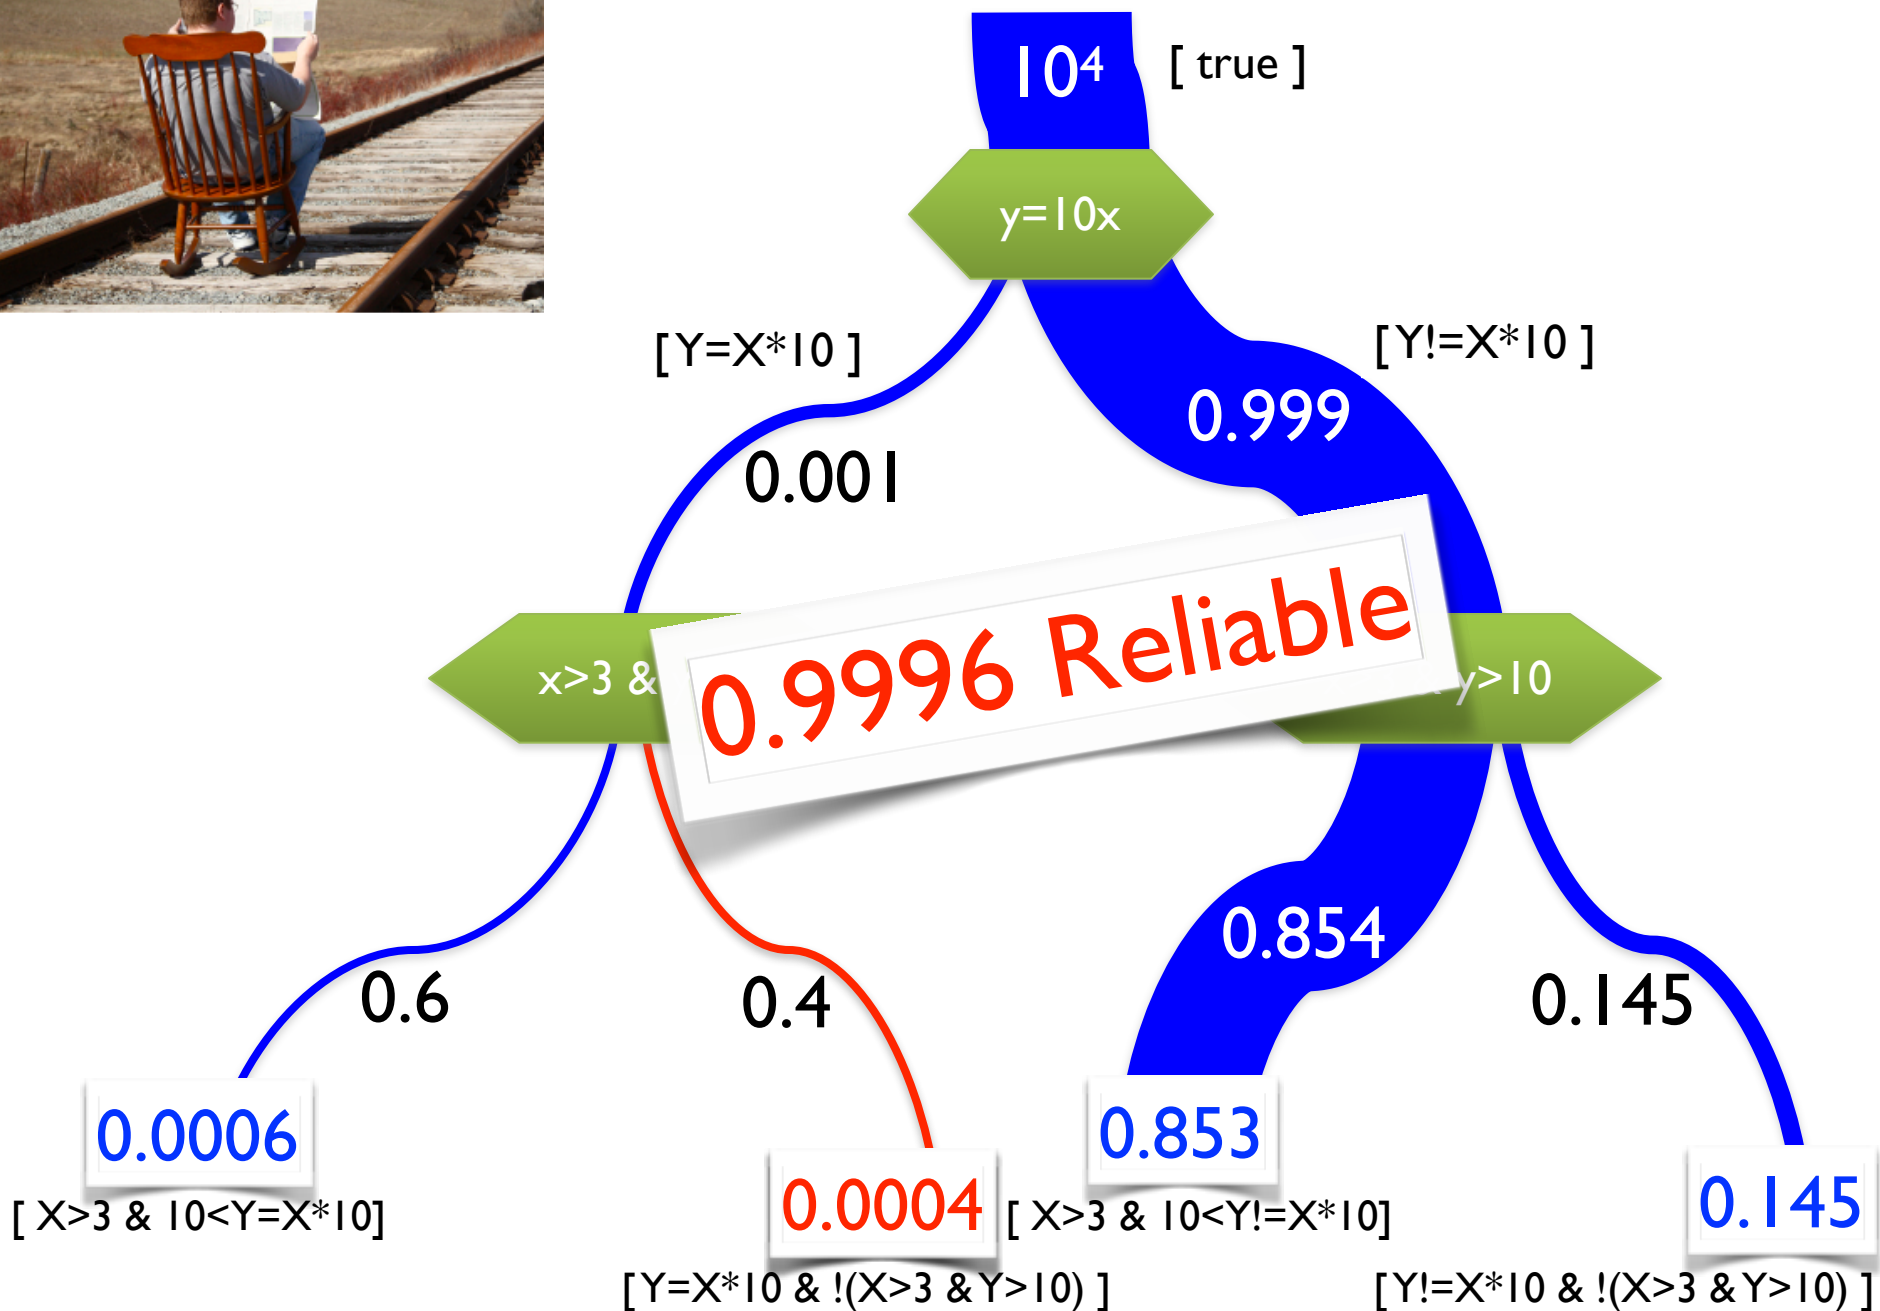 10⁴
[ true ]
y=10x
[Y=X*10 ]
[Y!=X*10 ]
0.999
0.001
0.9996 Reliable
x>3 &
y>10
0.854
0.6
0.4
0.145
0.0006
0.853
0.0004
0.145
[ X>3 & 10<Y=X*10]
[ X>3 & 10<Y!=X*10]
[Y=X*10 & !(X>3 &Y>10) ]
[Y!=X*10 & !(X>3 &Y>10) ]